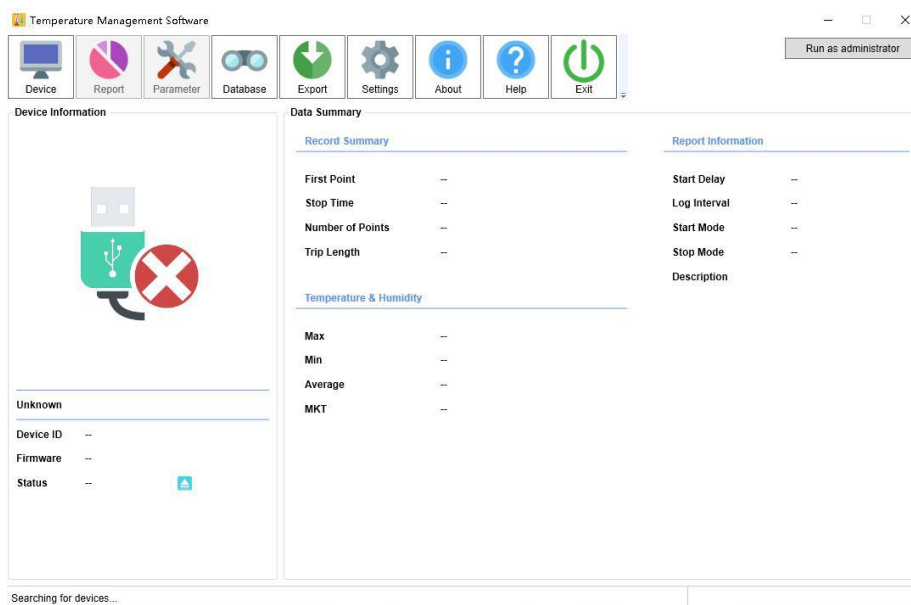 Temperature Management Software
Run as administrator
Device Report Parameter Database Export Settings About Help Exit
Device Information
Unknown
Device ID --
Firmware --
Status --
Data Summary
Record Summary
First Point --
Stop Time --
Number of Points --
Trip Length --
Temperature & Humidity
Max --
Min --
Average --
MKT --
Report Information
Start Delay --
Log Interval --
Start Mode --
Stop Mode --
Description
Searching for devices...